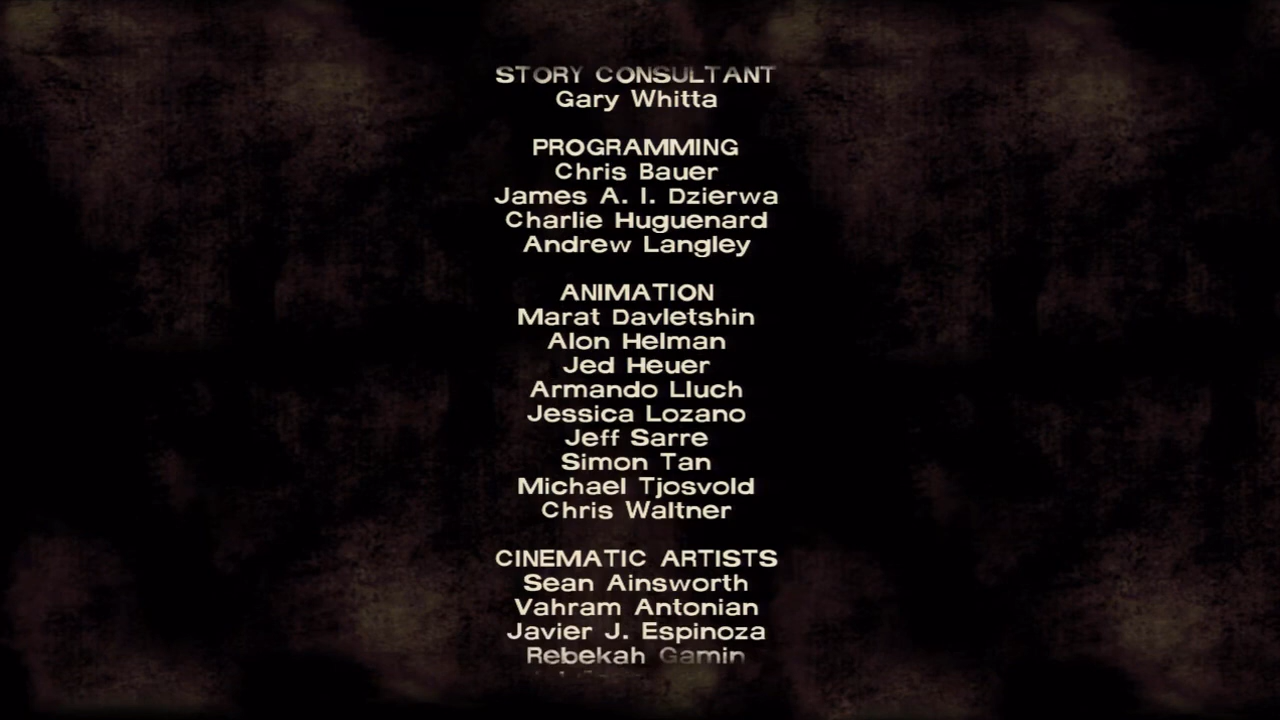 STORY CONSULTANT
Gary Whitta
PROGRAMMING
Chris Bauer
James A. I. Dzierwa
Charlie Huguenard
Andrew Langley
ANIMATION
Marat Davletshin
Alon Helman
Jed Heuer
Armando Lluch
Jessica Lozano
Jeff Sarre
Simon Tan
Michael Tjosvold
Chris Waltner
CINEMATIC ARTISTS
Sean Ainsworth
Vahram Antonian
Javier J. Espinoza
Rebekah Gamin